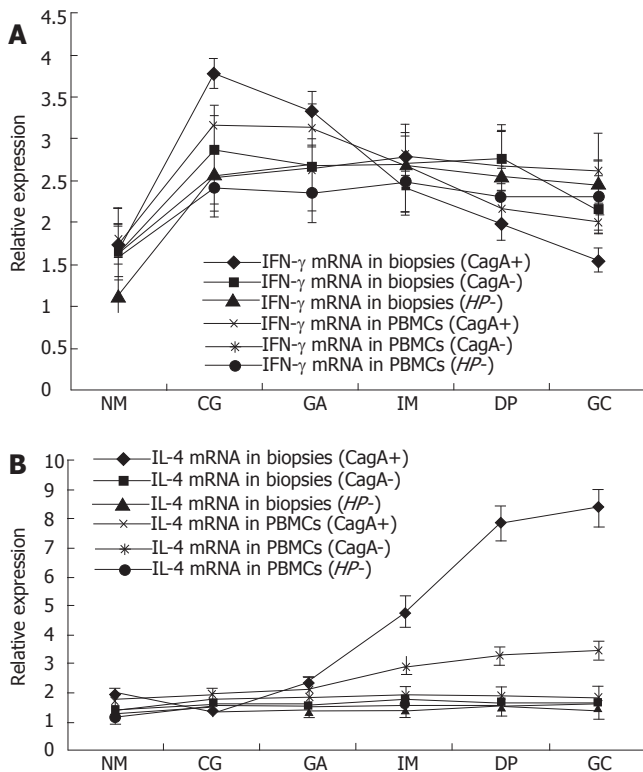 A
Relative expression
4.5
4
3.5
3
2.5
2
1.5
1
0.5
0
IFN-γ mRNA in biopsies (CagA+)
IFN-γ mRNA in biopsies (CagA-)
IFN-γ mRNA in biopsies (HP-)
IFN-γ mRNA in PBMCs (CagA+)
IFN-γ mRNA in PBMCs (CagA-)
IFN-γ mRNA in PBMCs (HP-)
NM CG GA IM DP GC
B
Relative expression
10
9
8
7
6
5
4
3
2
1
0
IL-4 mRNA in biopsies (CagA+)
IL-4 mRNA in biopsies (CagA-)
IL-4 mRNA in biopsies (HP-)
IL-4 mRNA in PBMCs (CagA+)
IL-4 mRNA in PBMCs (CagA-)
IL-4 mRNA in PBMCs (HP-)
NM CG GA IM DP GC